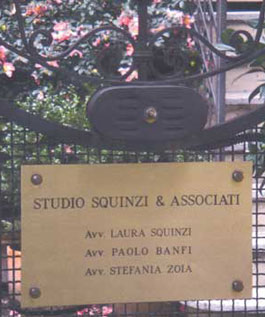 STUDIO SQUINZI & ASSOCIATI
Avv. LAURA SQUINZI
Avv. PAOLO BANFI
Avv. STEFANIA ZOIA